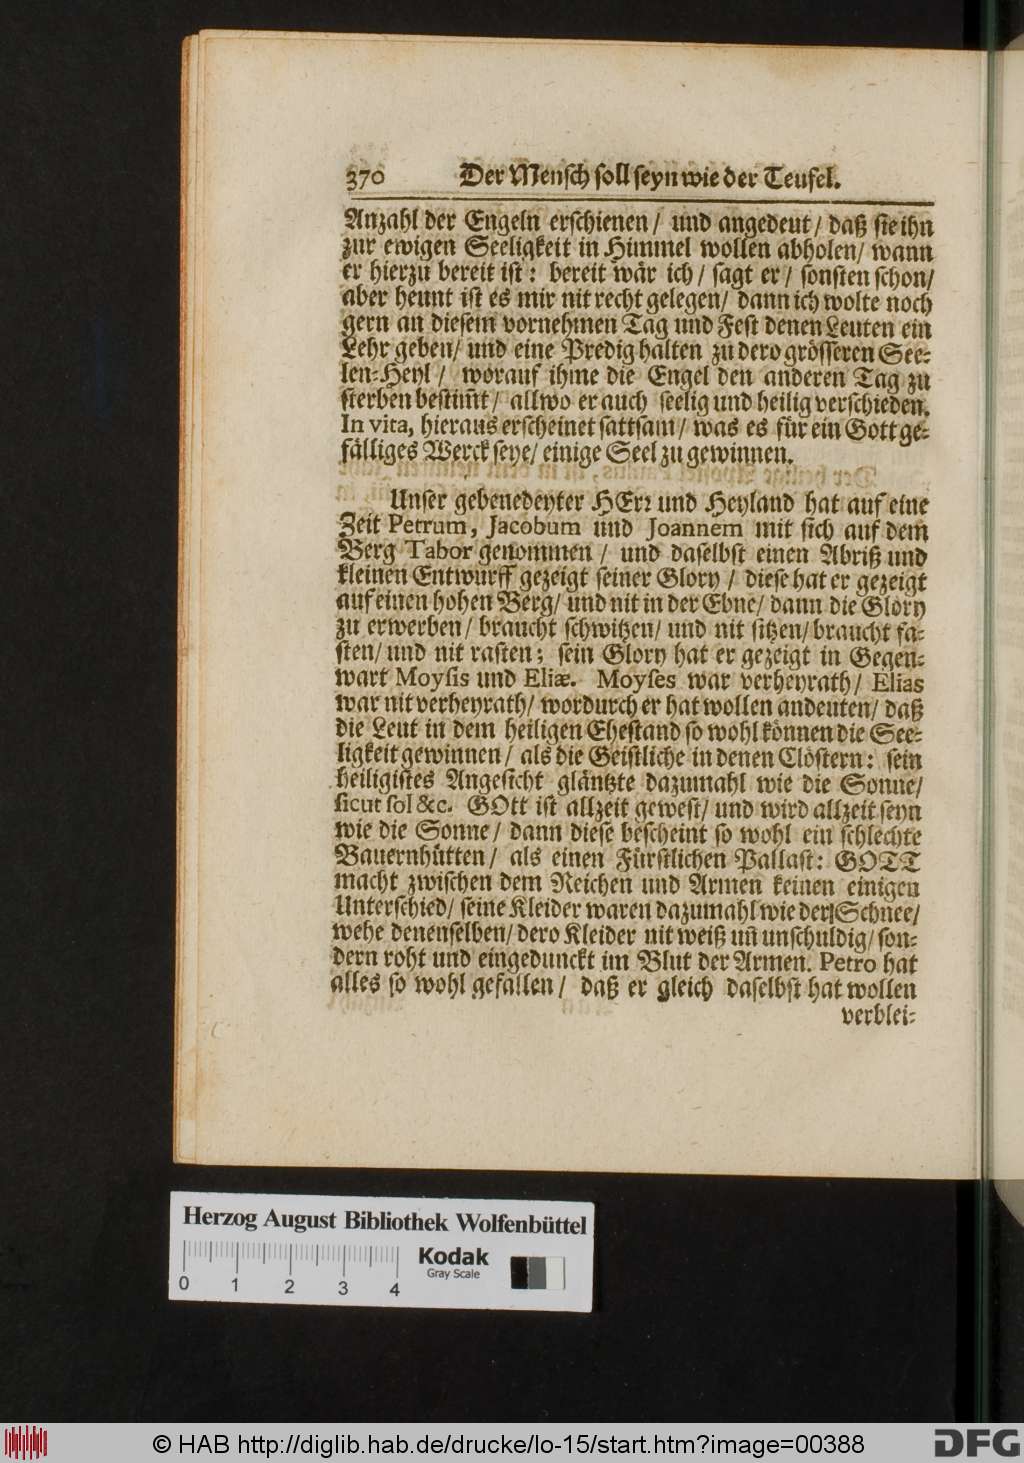 370 Der Mensch soll seyn wie der Teufel.
Anzahl der Engeln erschienen / und angedeut / daß sie ihn
zur ewigen Seeligkeit in Himmel wollen abholen / wann
er hierzu bereit ist : bereit wår ich / sagt er / sonsten schon /
aber heunt ist es mir nit recht gelegen / dann ich wolte noch
gern an diesem vornehmen Tag und Fest denen Leuten ein
Lehr geben / und eine Predig halten zu dero grösseren See-
len-Heyl / worauf ihme die Engel den anderen Tag zu
sterben bestim̃t / allwo er auch seelig und heilig verschieden.
In vita, hieraus erscheinet sattsam / was es für ein Gott ge-
fälliges Werck seye / einige Seel zu gewinnen.
Unser gebenedeyter HErꝛ und Heyland hat auf eine
Zeit Petrum, Jacobum und Joannem mit sich auf dem
Berg Tabor genommen / und daselbst einen Abriß und
kleinen Entwurff gezeigt seiner Glory / diese hat er gezeigt
auf einen hohen Berg / und nit in der Ebne / dann die Glory
zu erwerben / braucht schwitzen / und nit sitzen / braucht fa-
sten / und nit rasten ; sein Glory hat er gezeigt in Gegen-
wart Moysis und Eliæ. Moyses war verheyrath / Elias
war nit verheyrath / wordurch er hat wollen andeuten / daß
die Leut in dem heiligen Ehestand so wohl können die See-
ligkeit gewinnen / als die Geistliche in denen Clöstern : sein
heiligistes Angesicht gläntzte dazumahl wie die Sonne /
sicut sol &c. GOtt ist allzeit gewest / und wird allzeit seyn
wie die Sonne / dann diese bescheint so wohl ein schlechte
Bauernhütten / als einen Fürstlichen Pallast : GOTT
macht zwischen dem Reichen und Armen keinen einigen
Unterschied / seine Kleider waren dazumahl wie der Schnee /
wehe denenselben / dero Kleider nit weiß uñ unschuldig / son-
dern roht und eingedunckt im Blut der Armen. Petro hat
alles so wohl gefallen / daß er gleich daselbst hat wollen
verblei-
Herzog August Bibliothek Wolfenbüttel
Kodak
Gray Scale
0 1 2 3 4
© HAB http://diglib.hab.de/drucke/lo-15/start.htm?image=00388
DFG